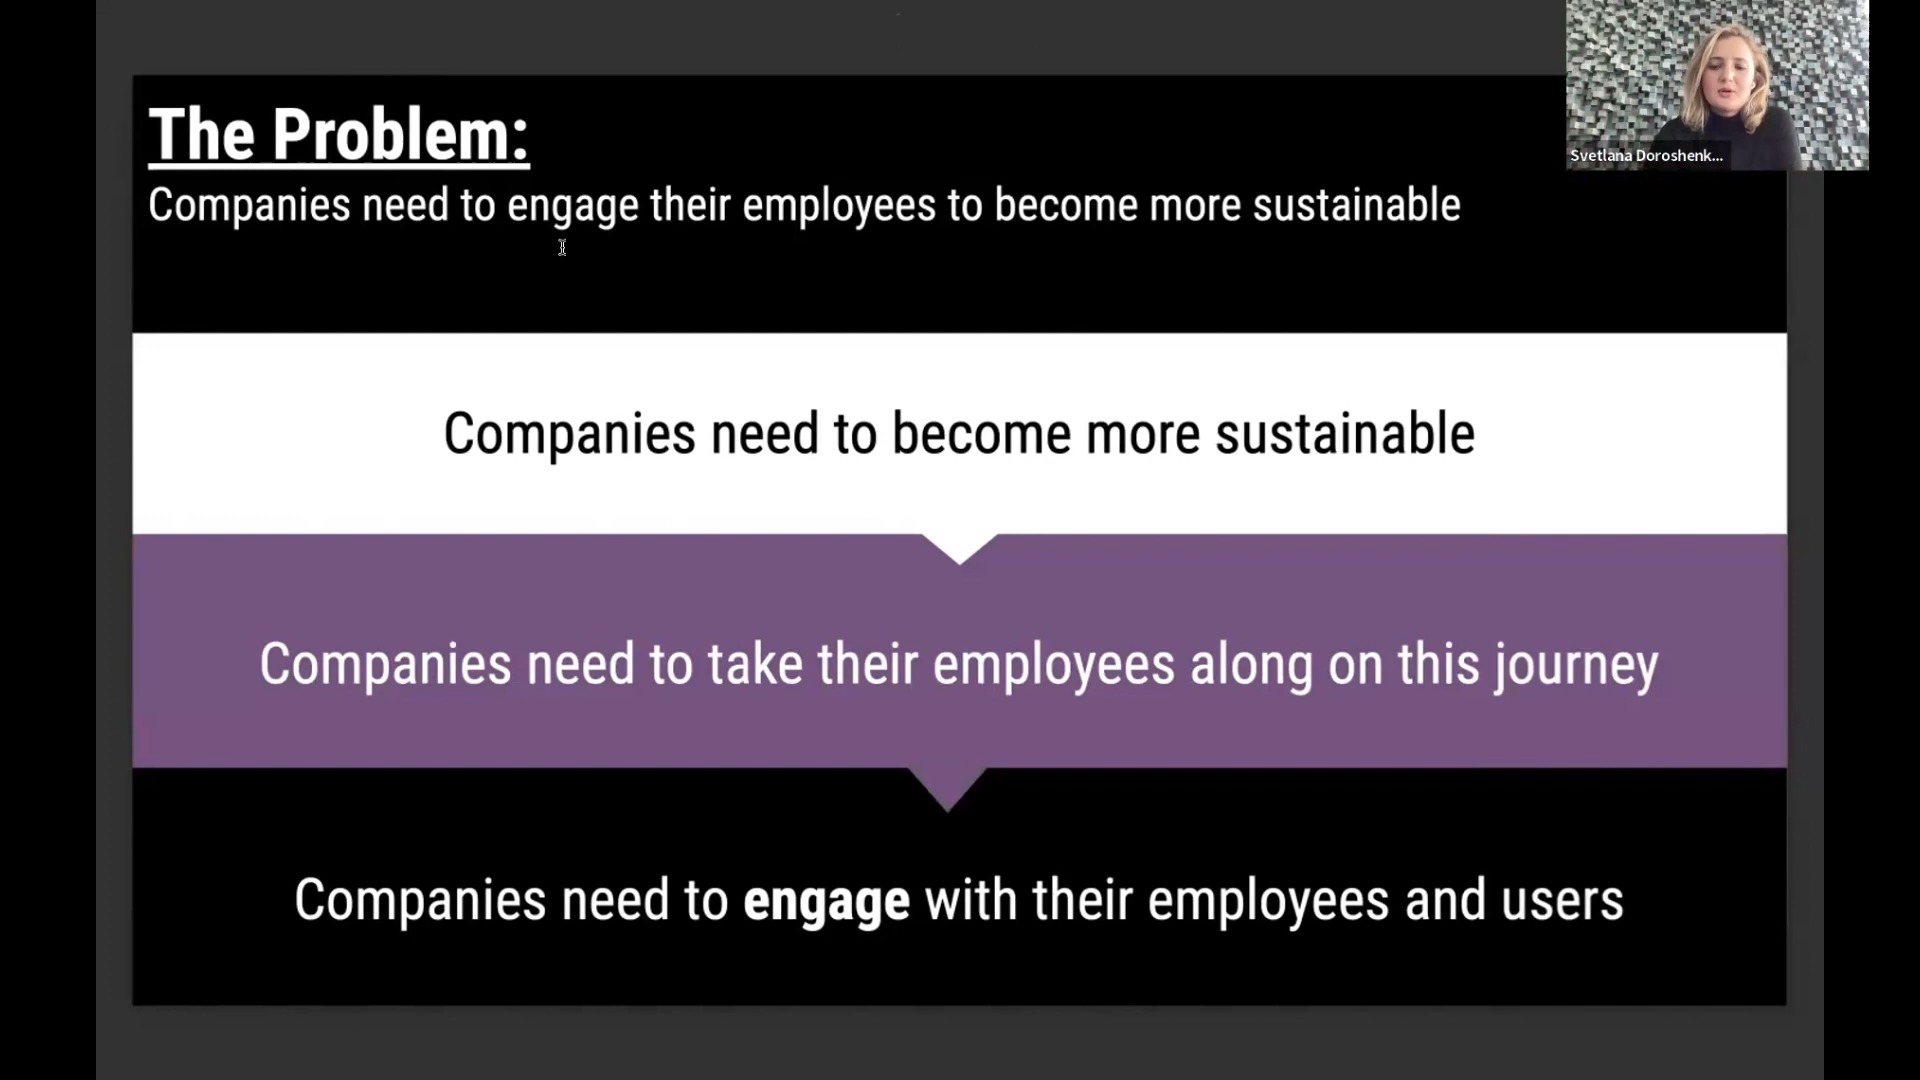 The Problem:
Companies need to engage their employees to become more sustainable
Svetlana Doroshenk...
Companies need to become more sustainable
Companies need to take their employees along on this journey
Companies need to engage with their employees and users